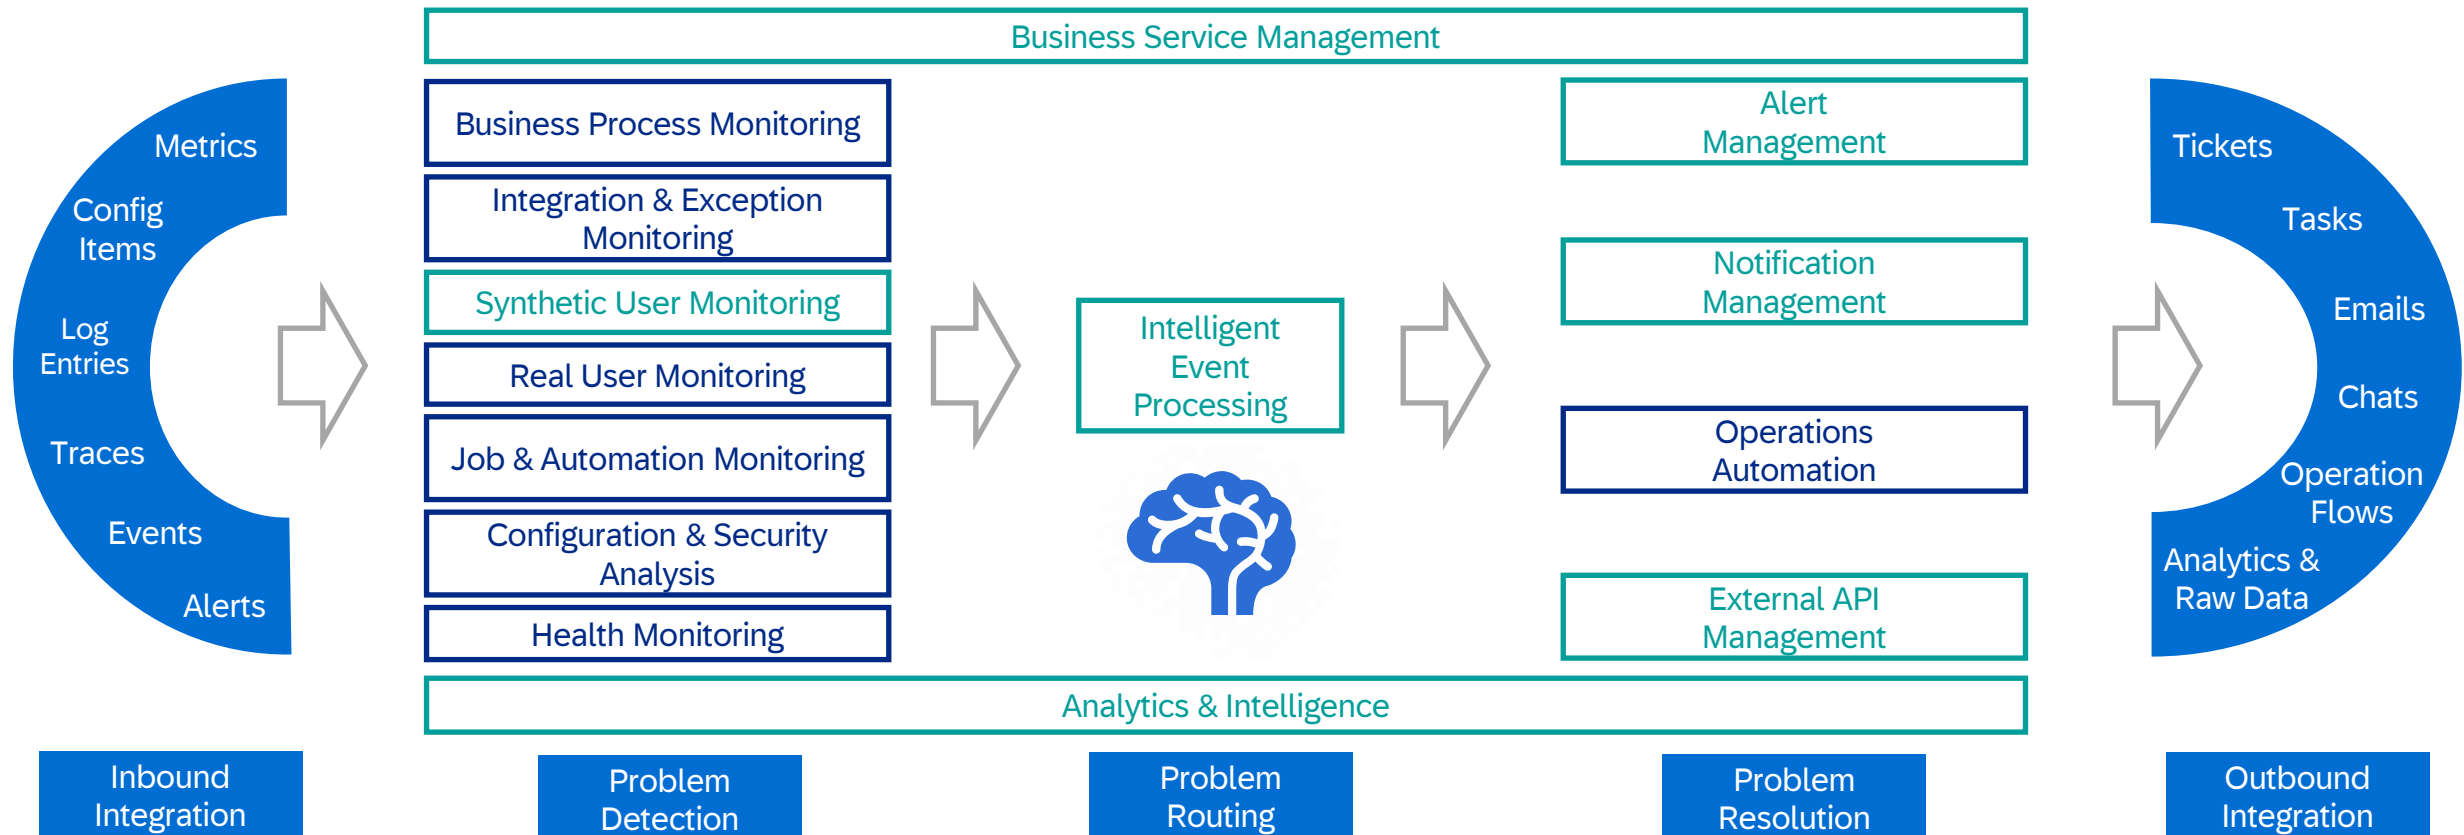 Business Service Management
Metrics
Config
Items
Log
Entries
Traces
Events
Alerts
Business Process Monitoring
Integration & Exception
Monitoring
Synthetic User Monitoring
Real User Monitoring
Job & Automation Monitoring
Configuration & Security
Analysis
Health Monitoring
Intelligent
Event
Processing
Alert
Management
Notification
Management
Operations
Automation
External API
Management
Tickets
Tasks
Emails
Chats
Operation
Flows
Analytics &
Raw Data
Analytics & Intelligence
Inbound
Integration
Problem
Detection
Problem
Routing
Problem
Resolution
Outbound
Integration